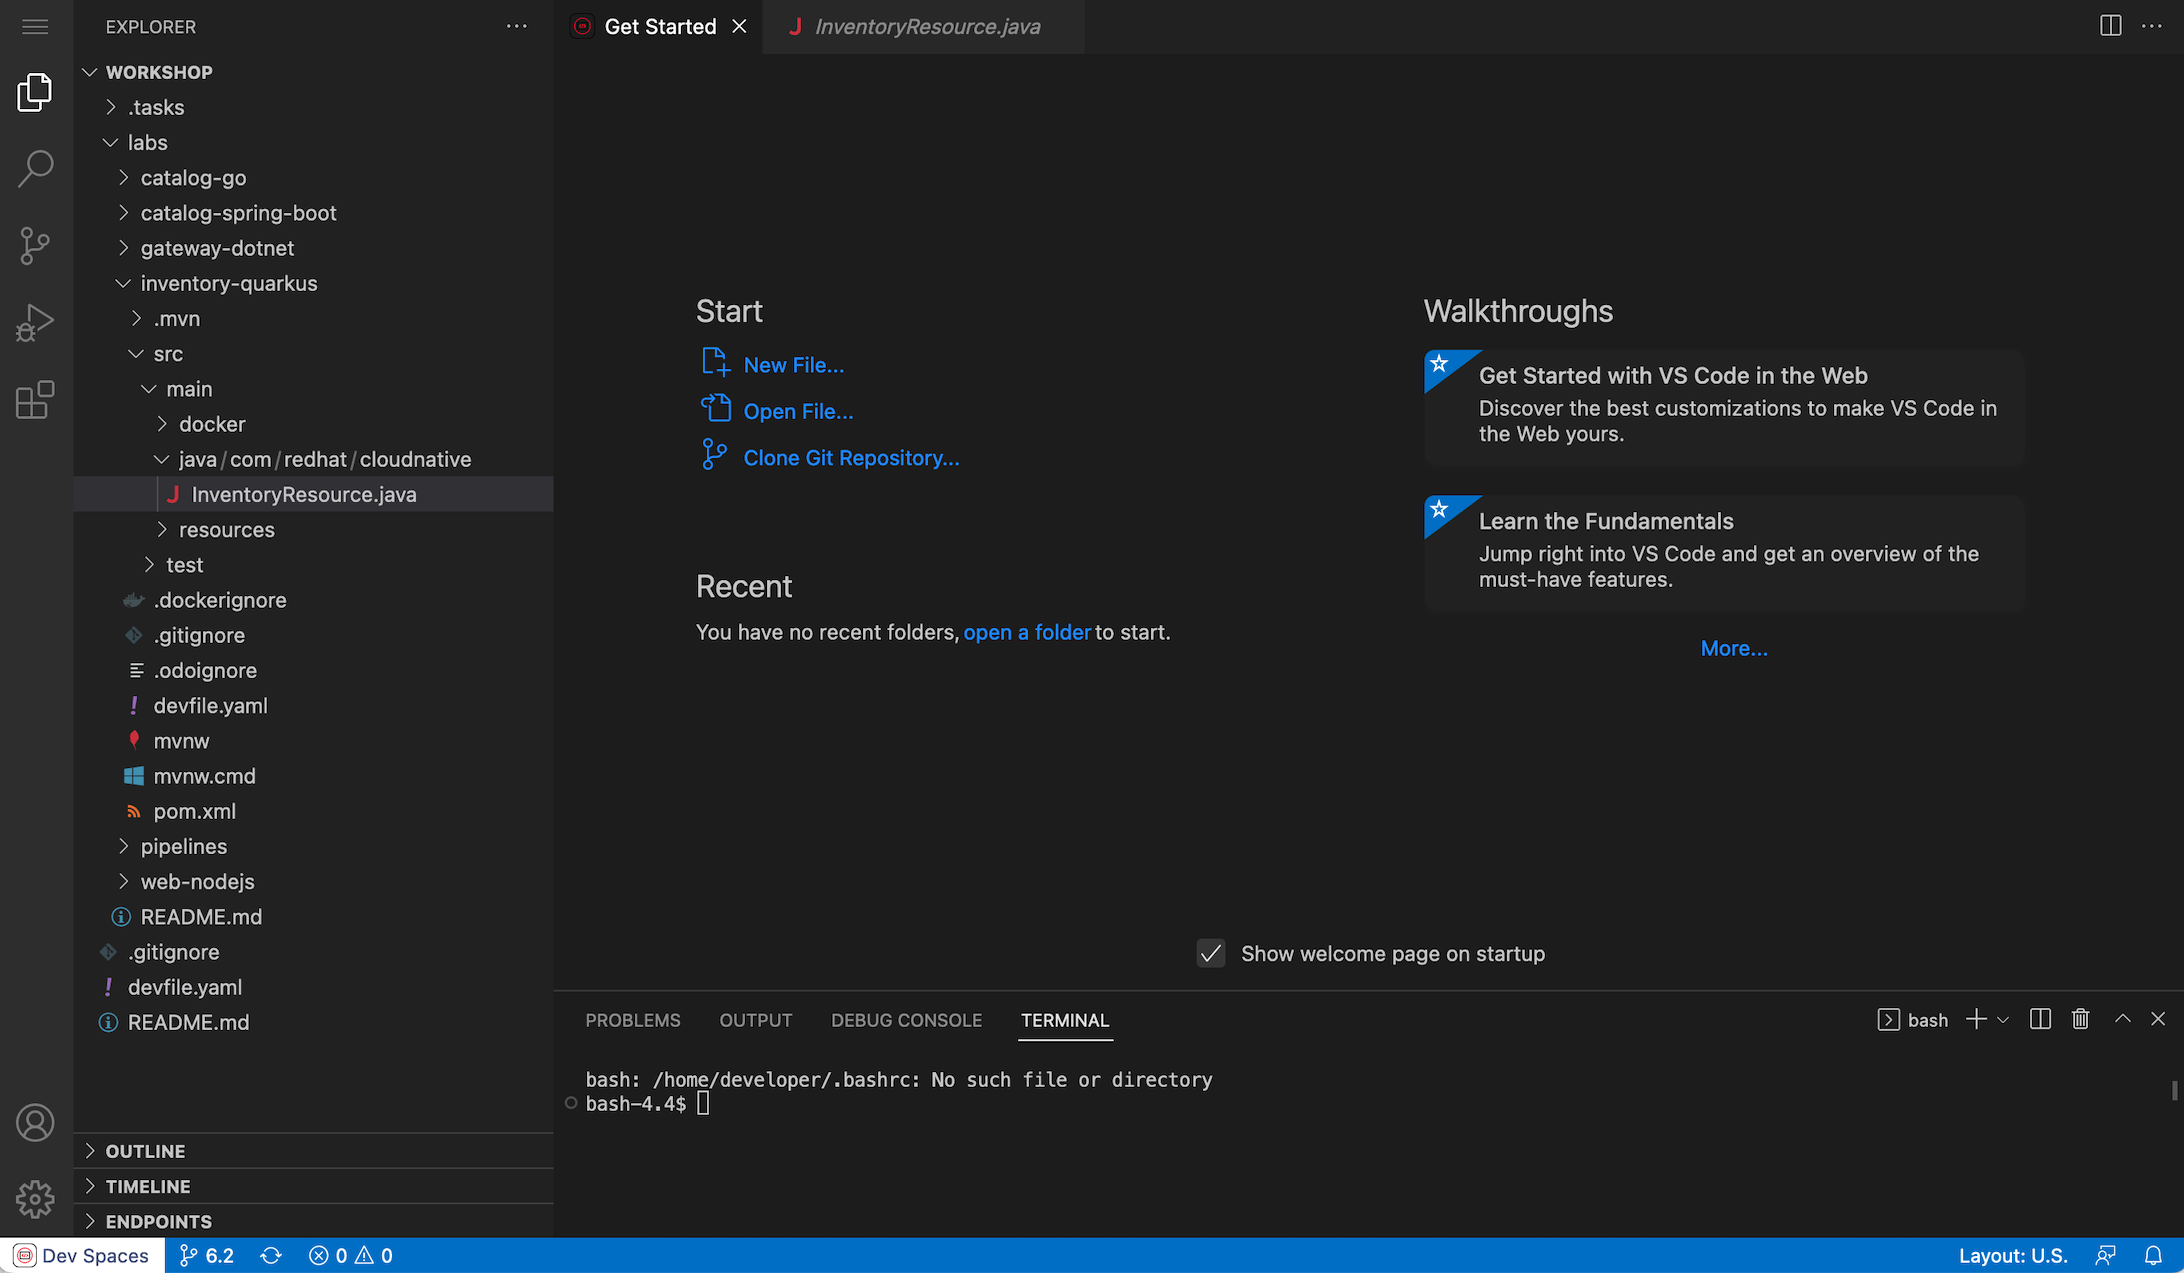 EXPLORER
WORKSHOP
.tasks
labs
catalog-go
catalog-spring-boot
gateway-dotnet
inventory-quarkus
.mvn
src
main
docker
java/com/redhat/cloudnative
InventoryResource.java
resources
test
.dockerignore
.gitignore
.odoignore
devfile.yaml
mvnw
mvnw.cmd
pom.xml
pipelines
web-nodejs
README.md
.gitignore
devfile.yaml
README.md
OUTLINE
TIMELINE
ENDPOINTS
Get Started
InventoryResource.java
Start
New File...
Open File...
Clone Git Repository...
Recent
You have no recent folders, open a folder to start.
Walkthroughs
Get Started with VS Code in the Web
Discover the best customizations to make VS Code in
the Web yours.
Learn the Fundamentals
Jump right into VS Code and get an overview of the
must-have features.
More...
Show welcome page on startup
PROBLEMS OUTPUT DEBUG CONSOLE TERMINAL
bash
bash: /home/developer/.bashrc: No such file or directory
bash-4.4$
Dev Spaces 6.2 0 0 Layout: U.S.